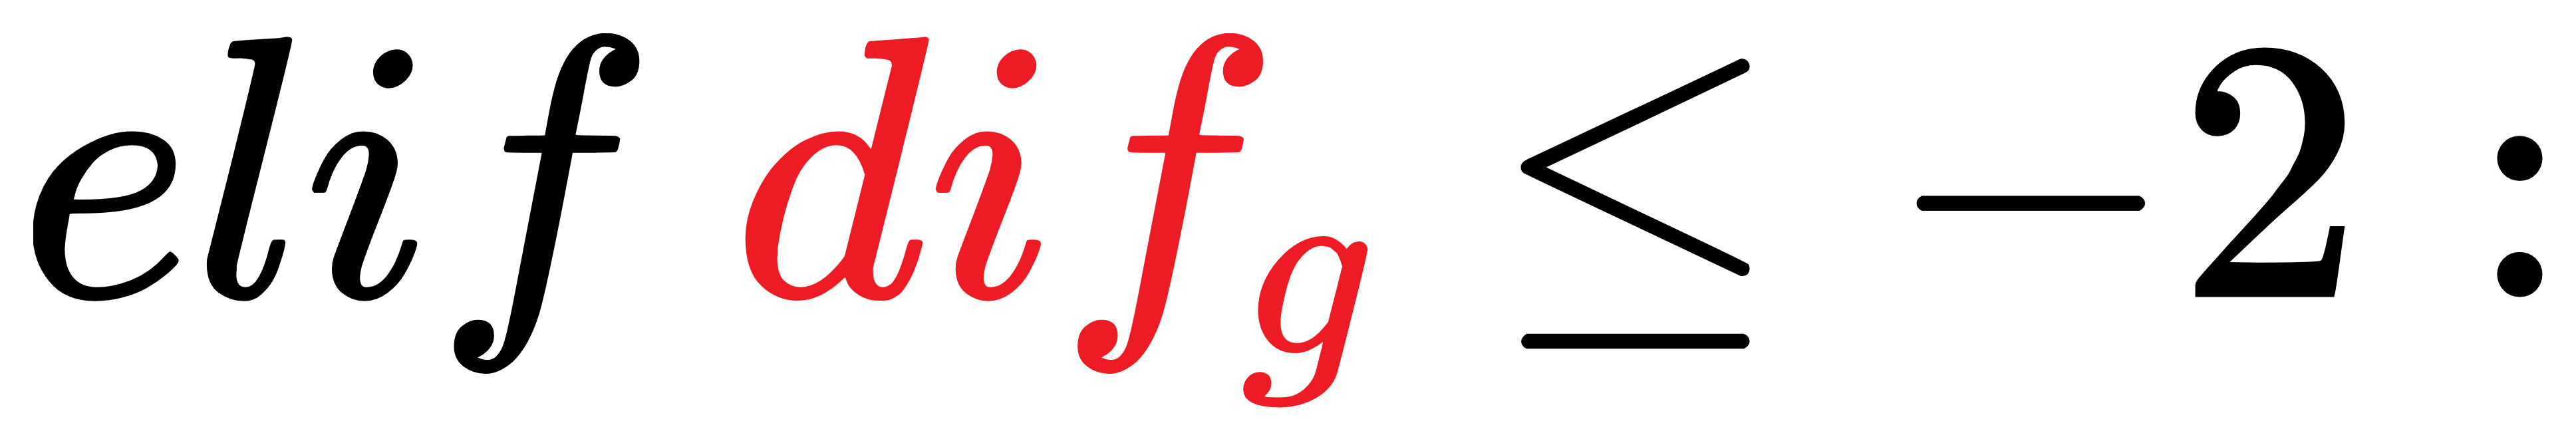 elif dif_g ≤ −2 :